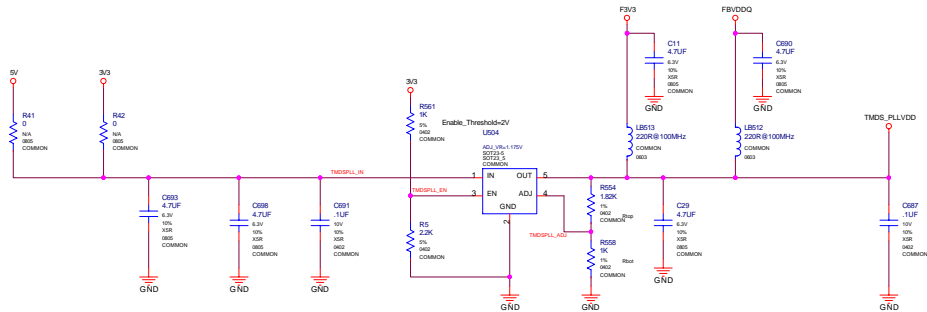 F3V3
FBVDDQ
C11
4.7UF
6.3V
10%
X5R
0805
COMMON
GND
C690
4.7UF
6.3V
10%
X5R
0805
COMMON
GND
5V
3V3
3V3
R41
0
N/A
0805
COMMON
R42
0
N/A
0805
COMMON
R561
1K
5%
0402
COMMON
Enable_Threshold=2V
U504
ADJ_VR=1.175V
SOT23-5
SOT23_5
COMMON
LB513
220R@100MHz
COMMON
0603
LB512
220R@100MHz
COMMON
0603
TMDS_PLLVDD
TMDSPLL_IN
1
IN
OUT
5
TMDSPLL_EN
3
EN
ADJ
4
GND
2
C693
4.7UF
6.3V
10%
X5R
0805
COMMON
GND
C698
4.7UF
6.3V
10%
X5R
0805
COMMON
GND
C691
.1UF
10V
10%
X5R
0402
COMMON
GND
R5
2.2K
5%
0402
COMMON
GND
TMDSPLL_ADJ
R554
1.82K
1%
0402
Rtop
COMMON
R558
1K
1%
0402
Rbot
COMMON
GND
C29
4.7UF
6.3V
10%
X5R
0805
COMMON
GND
C687
.1UF
10V
10%
X5R
0402
COMMON
GND